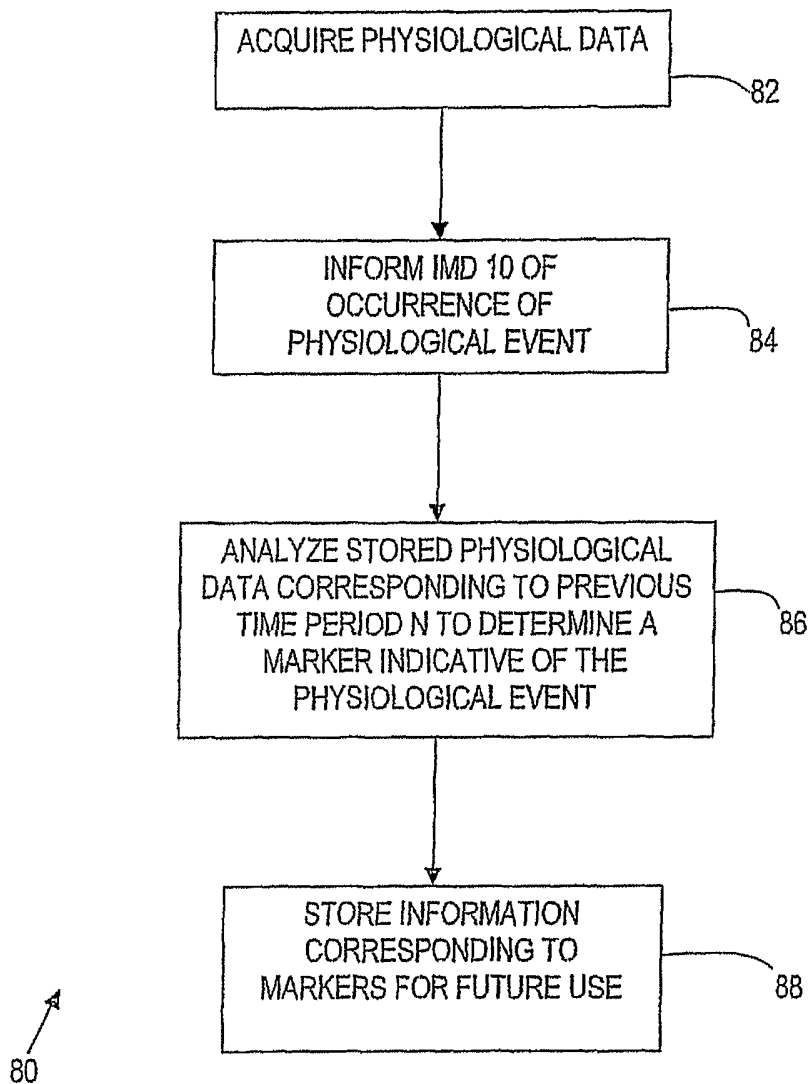 ACQUIRE PHYSIOLOGICAL DATA
82
INFORM IMD 10 OF
OCCURRENCE OF
PHYSIOLOGICAL EVENT
84
ANALYZE STORED PHYSIOLOGICAL
DATA CORRESPONDING TO PREVIOUS
TIME PERIOD N TO DETERMINE A
MARKER INDICATIVE OF THE
PHYSIOLOGICAL EVENT
86
STORE INFORMATION
CORRESPONDING TO
MARKERS FOR FUTURE USE
88
80